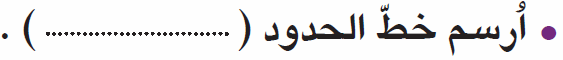 • اُرسم خطّ الحدود ( ............................ ) .